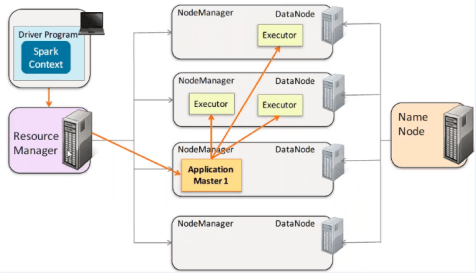 Driver Program
Spark
Context
Resource
Manager
NodeManager
DataNode
Executor
NodeManager
DataNode
Executor
Executor
NodeManager
DataNode
Application
Master 1
NodeManager
DataNode
Name
Node